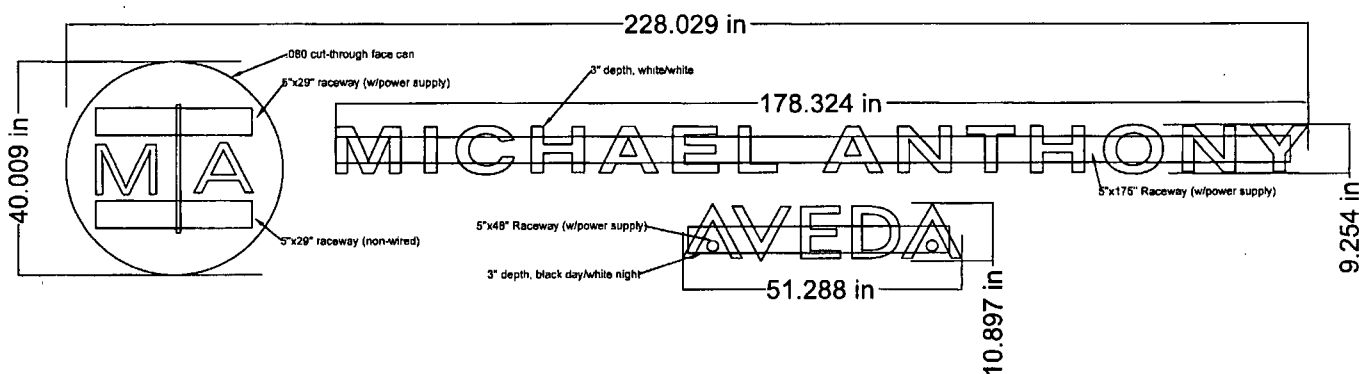 228.029 in
.080 cut-through face can
5"x29" raceway (w/power supply)
3" depth, white/white
178.324 in
40.009 in
M A
MICHAEL ANTHONY
5"x175" Raceway (w/power supply)
9.254 in
5"x48" Raceway (w/power supply)
AVEDA
5"x29" raceway (non-wired)
3" depth, black day/white night
51.288 in
10.897 in